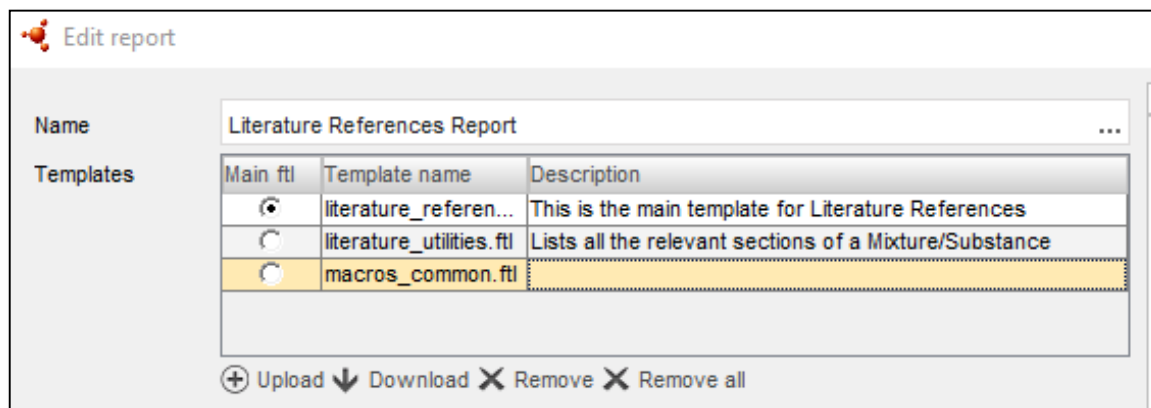 Edit report
Name Literature References Report ...
Templates Main ftl Template name Description
literature_referen... This is the main template for Literature References
literature_utilities.ftl Lists all the relevant sections of a Mixture/Substance
macros_common.ftl
Upload Download Remove Remove all